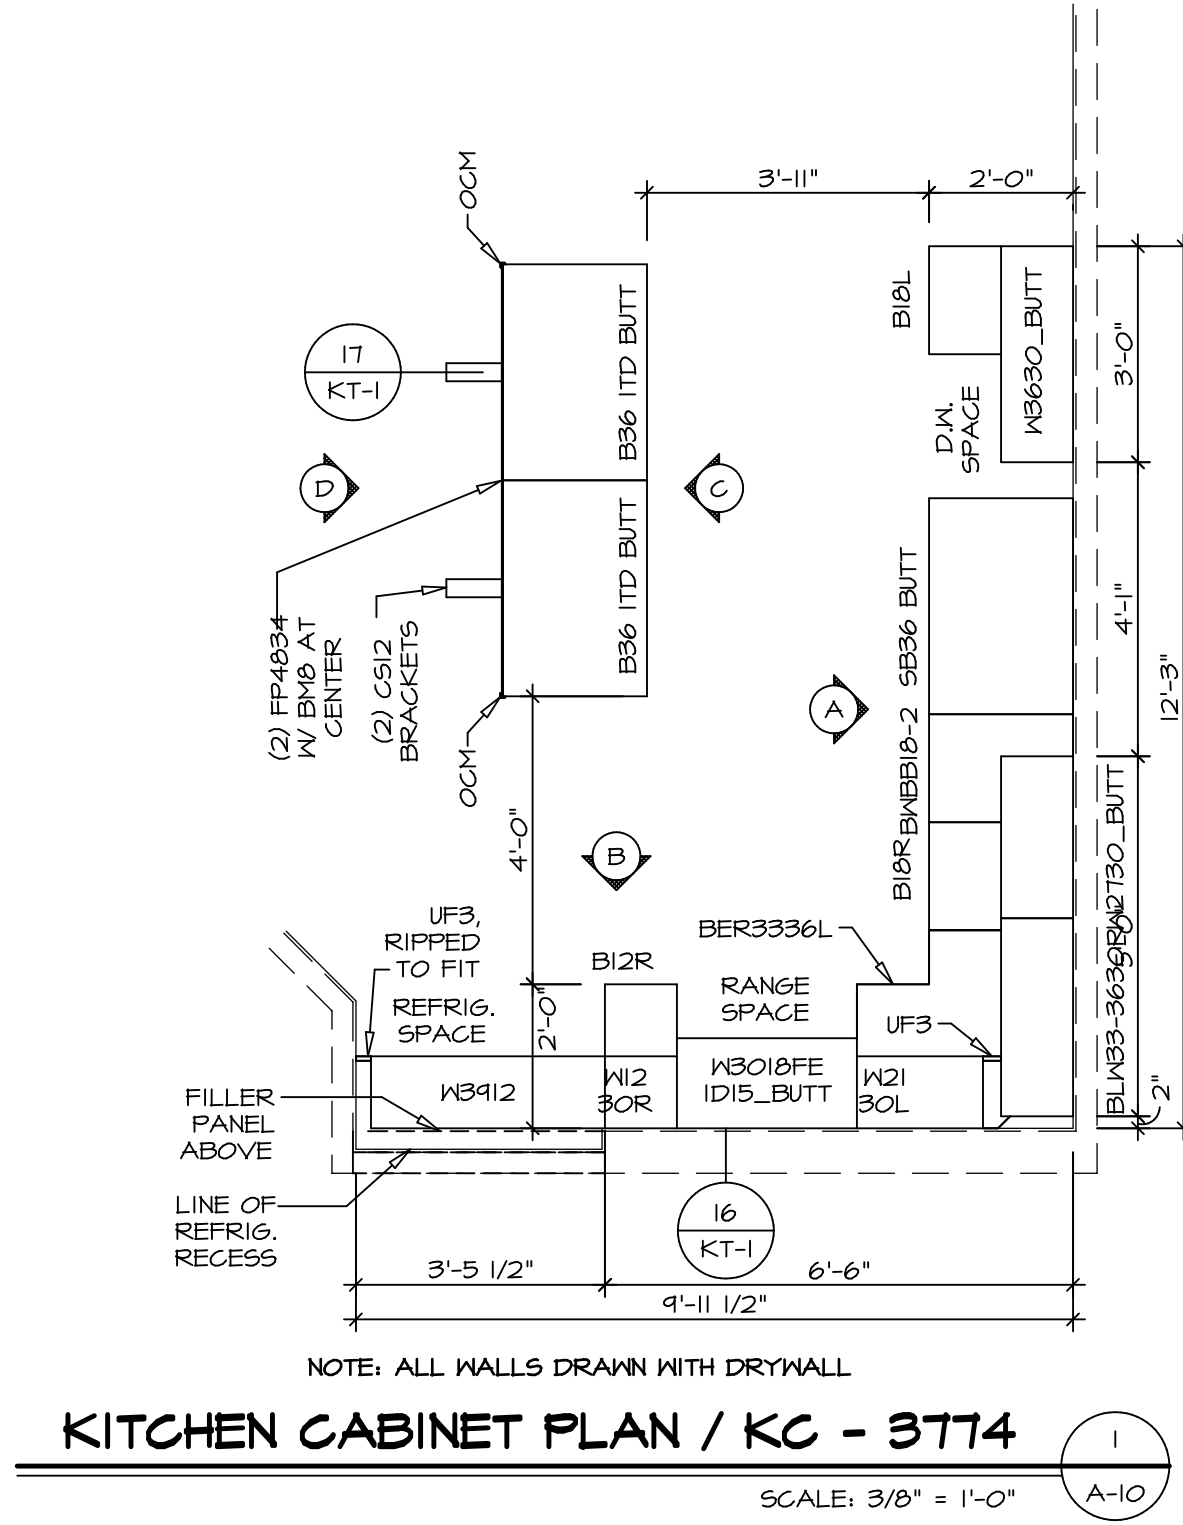 OCM
3'-11"
2'-0"
17
KT-1
B36 1TD BUTT
B18L
W3630_BUTT
3'-0"
D.W.
SPACE
D
C
B36 1TD BUTT
SB36 BUTT
4'-1"
12'-3"
(2) FP4834
W/ BM8 AT
CENTER
(2) CS12
BRACKETS
OCM
A
BWBB18-2
B18R
W2730_BUTT
4'-0"
B
UF3,
RIPPED
TO FIT
BER3336L
B12R
REFRIG.
SPACE
2'-0"
RANGE
SPACE
UF3
W3912
W12
30R
W3018FE
1D15_BUTT
W21
30L
2"
FILLER
PANEL
ABOVE
LINE OF
REFRIG.
RECESS
16
KT-1
3'-5 1/2"
6'-6"
9'-11 1/2"
NOTE: ALL WALLS DRAWN WITH DRYWALL
KITCHEN CABINET PLAN / KC - 3774
1
A-10
SCALE: 3/8" = 1'-0"